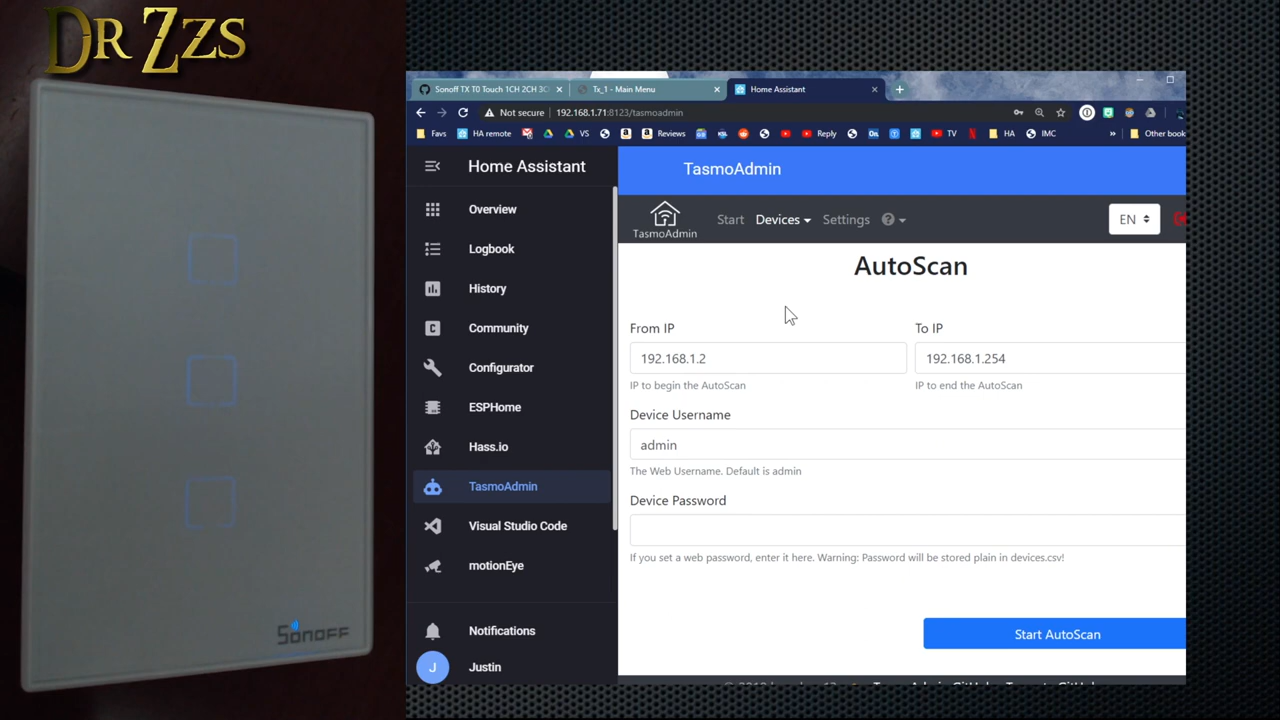 DR ZZS
SONOFF
Sonoff TX T0 Touch 1CH 2CH 3C
Tx_1 - Main Menu
Home Assistant
Not secure
192.168.1.71:8123/tasmoadmin
Favs
HA remote
VS
Reviews
Reply
TV
HA
IMC
Other book
Home Assistant
Overview
Logbook
History
Community
Configurator
ESPHome
Hass.io
TasmoAdmin
Visual Studio Code
motionEye
Notifications
J
Justin
TasmoAdmin
TasmoAdmin
Start
Devices
Settings
EN
AutoScan
From IP
To IP
192.168.1.2
192.168.1.254
IP to begin the AutoScan
IP to end the AutoScan
Device Username
admin
The Web Username. Default is admin
Device Password
If you set a web password, enter it here. Warning: Password will be stored plain in devices.csv!
Start AutoScan